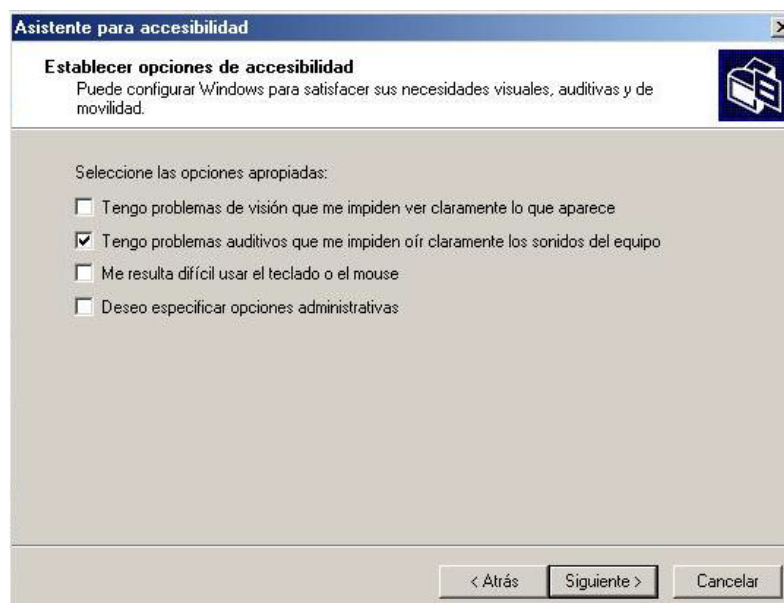 Asistente para accesibilidad
Establecer opciones de accesibilidad
Puede configurar Windows para satisfacer sus necesidades visuales, auditivas y de
movilidad.
Seleccione las opciones apropiadas:
Tengo problemas de visión que me impiden ver claramente lo que aparece
Tengo problemas auditivos que me impiden oír claramente los sonidos del equipo
Me resulta difícil usar el teclado o el mouse
Deseo especificar opciones administrativas
< Atrás Siguiente > Cancelar